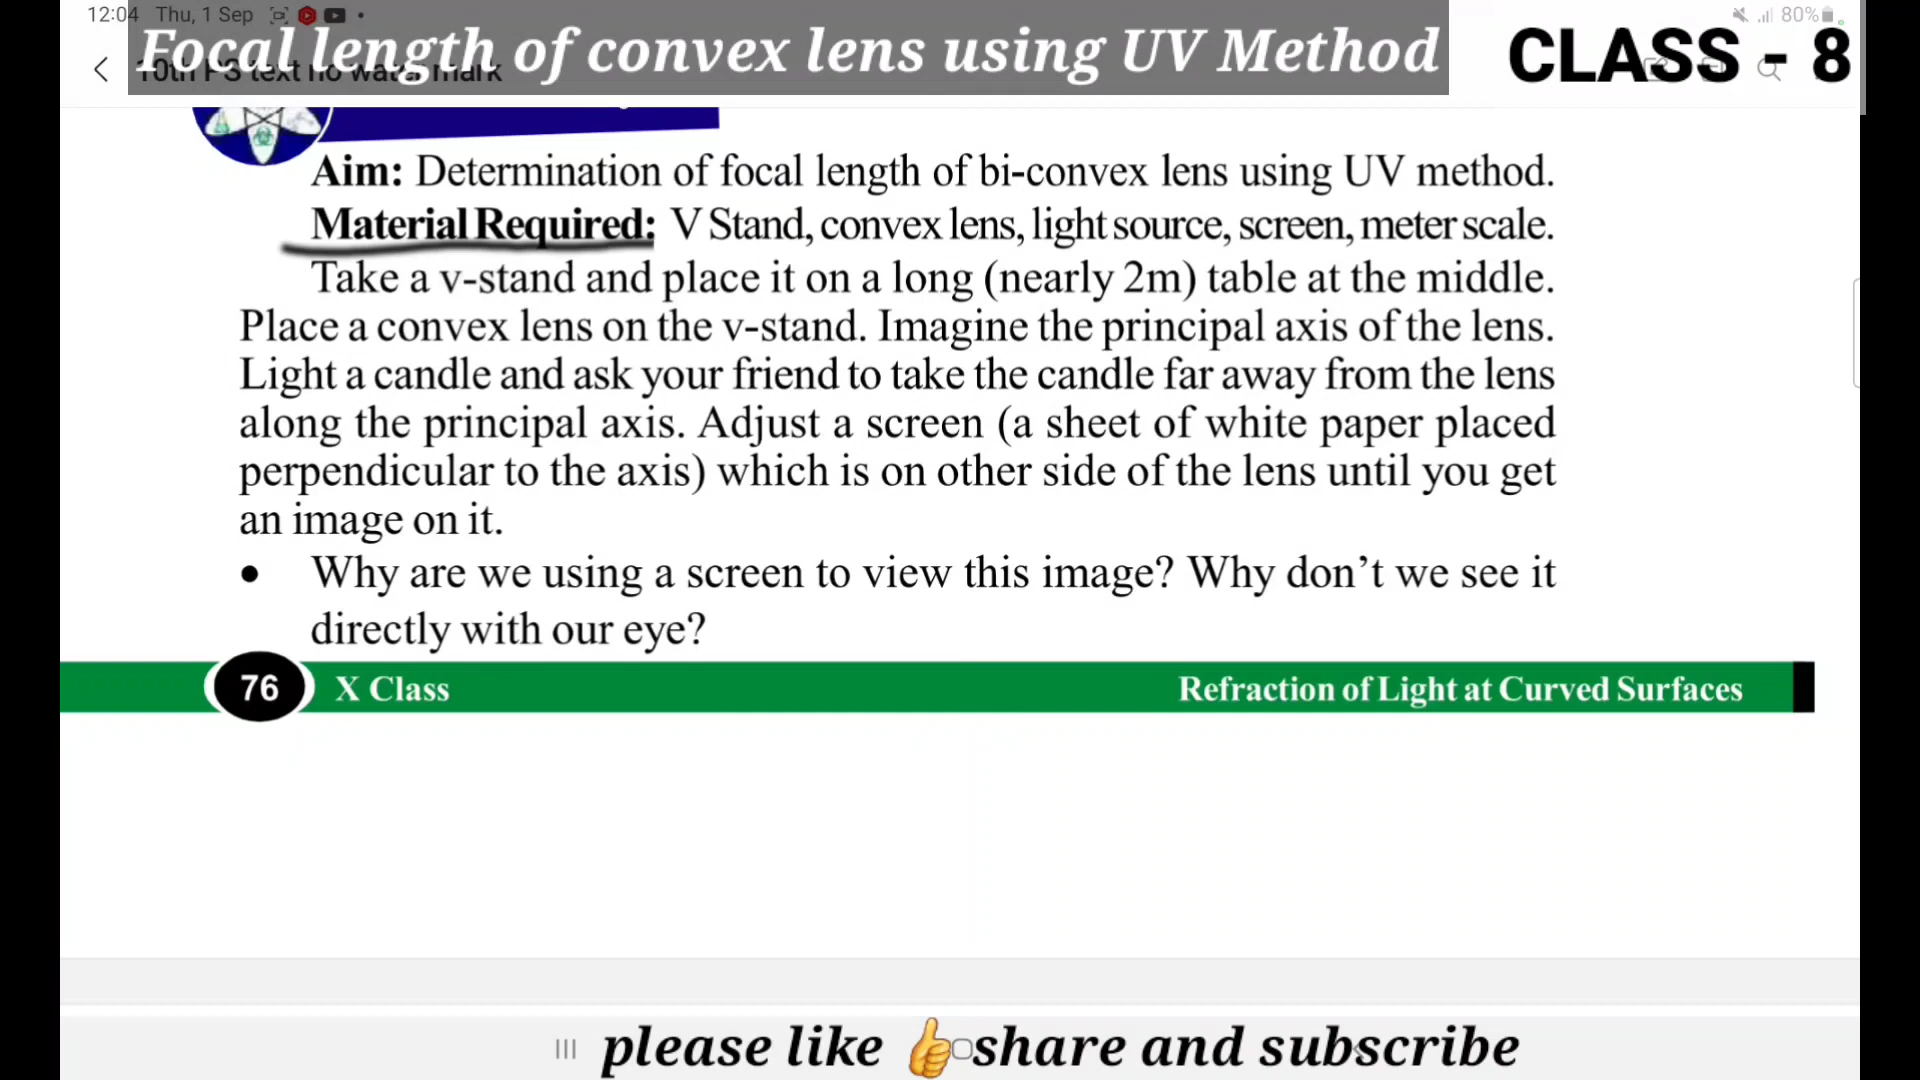 12:04 Thu, 1 Sep
80%
Focal length of convex lens using UV Method
CLASS - 8
10th PS text no water mark
Aim: Determination of focal length of bi-convex lens using UV method.
Material Required: V Stand, convex lens, light source, screen, meter scale.
Take a v-stand and place it on a long (nearly 2m) table at the middle.
Place a convex lens on the v-stand. Imagine the principal axis of the lens.
Light a candle and ask your friend to take the candle far away from the lens
along the principal axis. Adjust a screen (a sheet of white paper placed
perpendicular to the axis) which is on other side of the lens until you get
an image on it.
• Why are we using a screen to view this image? Why don’t we see it
directly with our eye?
76 X Class Refraction of Light at Curved Surfaces
please like 👍 share and subscribe